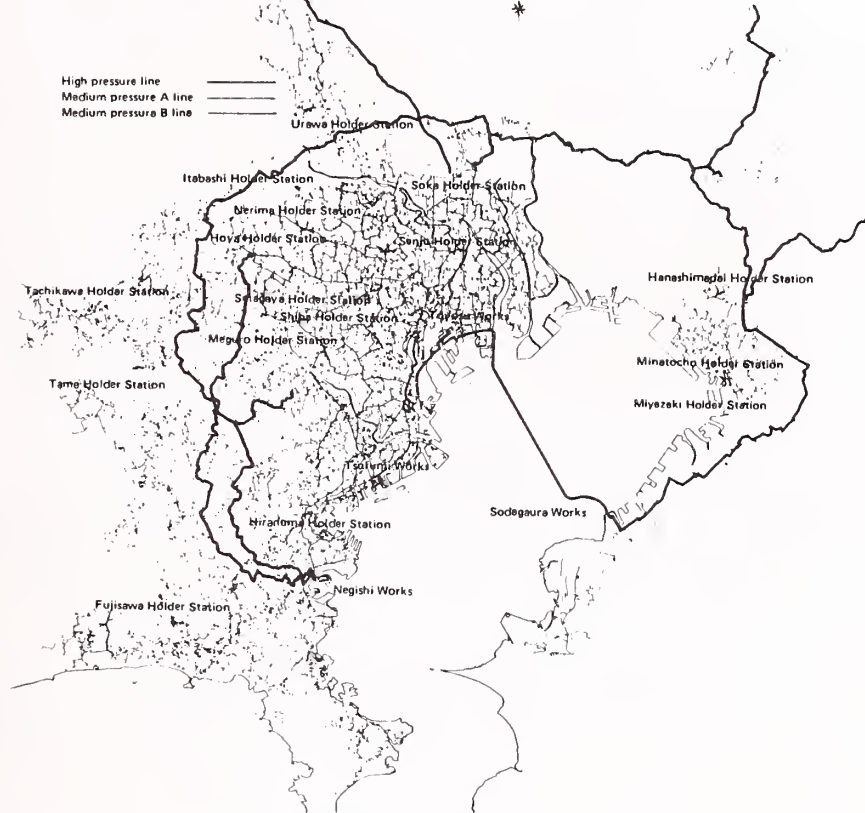 High pressure line
Medium pressure A line
Medium pressure B line
Urawa Holder Station
Itabashi Holder Station
Soka Holder Station
Nerima Holder Station
Hoya Holder Station
Senju Holder Station
Hanashimadai Holder Station
Tachikawa Holder Station
Setagaya Holder Station
Shiba Holder Station
Toyosu Works
Meguro Holder Station
Minatocho Holder Station
Tama Holder Station
Miyazaki Holder Station
Tsurumi Works
Sodegaura Works
Hiranuma Holder Station
Negishi Works
Fujisawa Holder Station